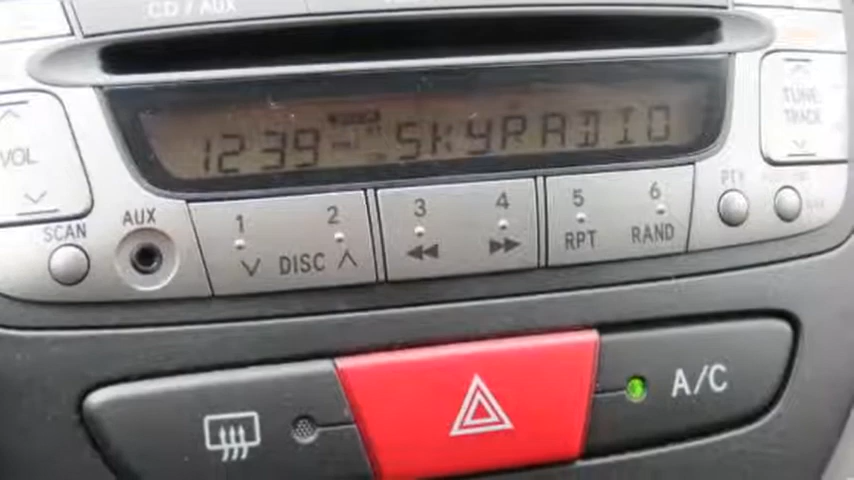 CD / AUX
1239 SKYRADIO
VOL
TUNE
TRACK
PTY
SCAN
AUX
1
2
3
4
5
6
DISC
RPT
RAND
A/C